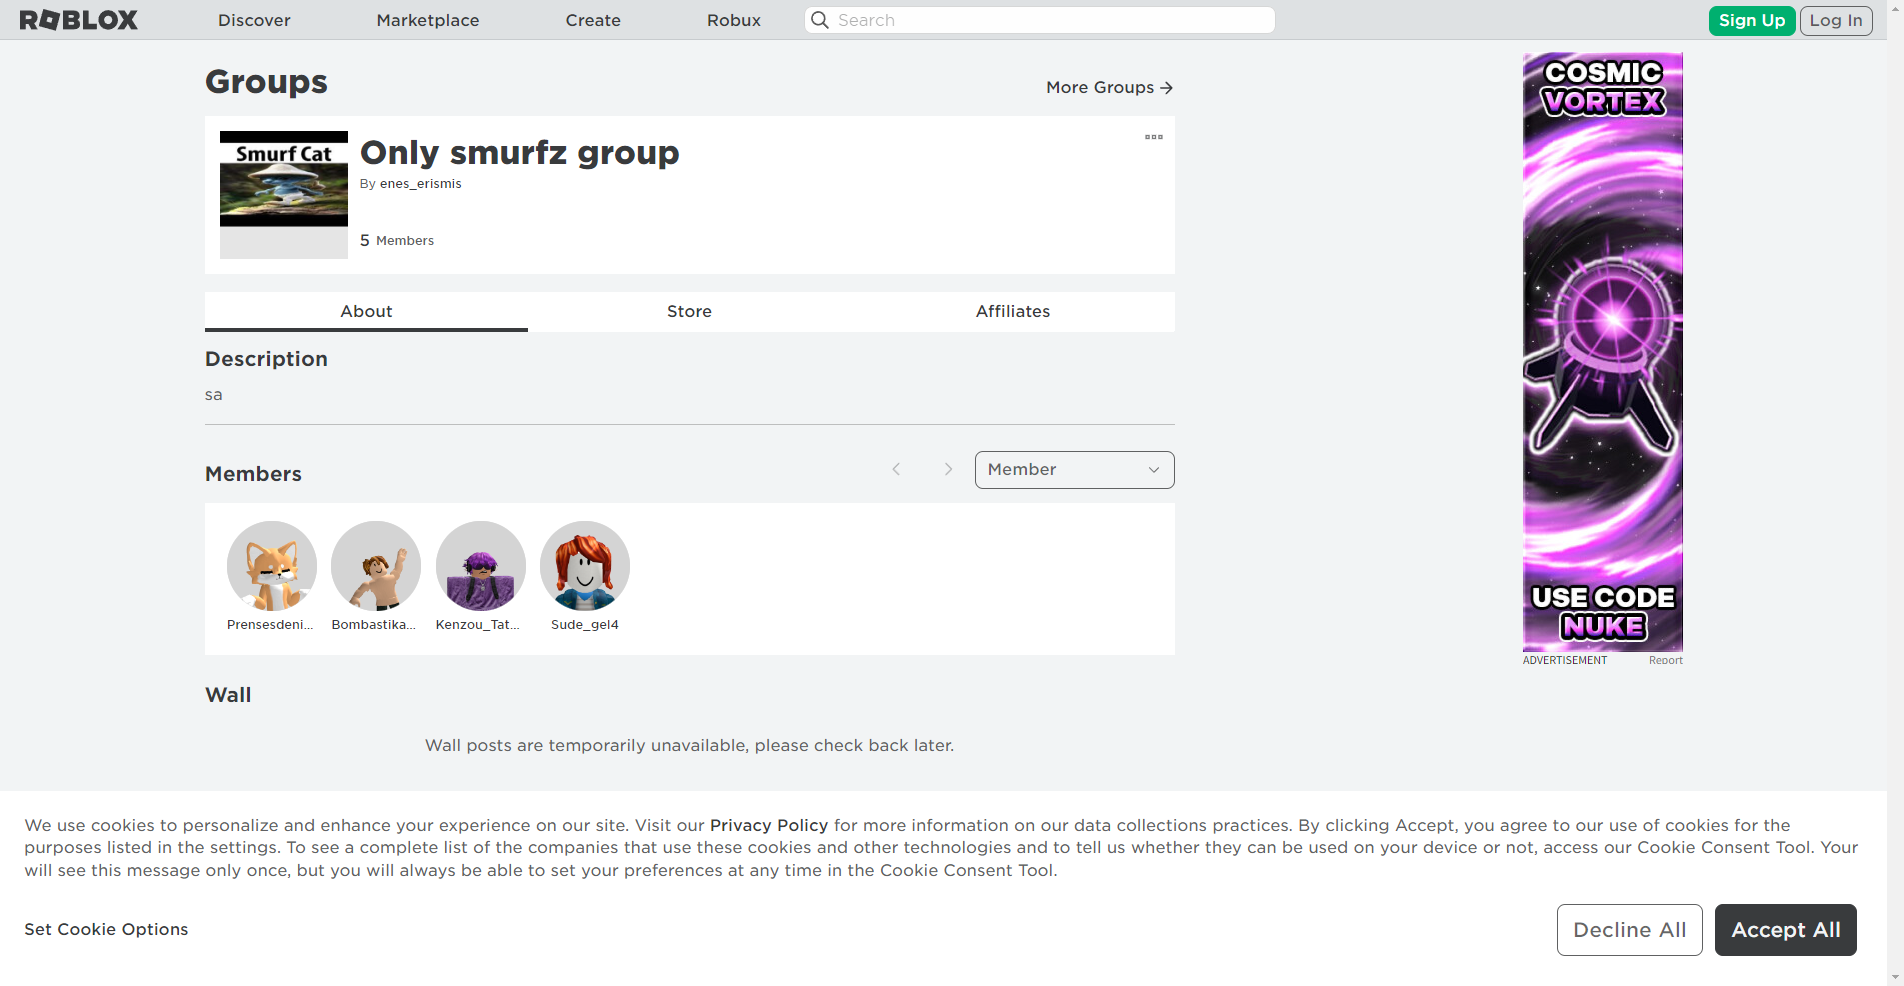 ROBLOX
Discover
Marketplace
Create
Robux
Search
Sign Up
Log In
Groups
More Groups
Smurf Cat
Only smurfz group
By enes_erismis
5 Members
About
Store
Affiliates
Description
sa
Members
Member
Prensesdeni...
Bombastika...
Kenzou_Tat...
Sude_gel4
Wall
Wall posts are temporarily unavailable, please check back later.
COSMIC
VORTEX
USE CODE
NUKE
ADVERTISEMENT
Report
We use cookies to personalize and enhance your experience on our site. Visit our Privacy Policy for more information on our data collections practices. By clicking Accept, you agree to our use of cookies for the
purposes listed in the settings. To see a complete list of the companies that use these cookies and other technologies and to tell us whether they can be used on your device or not, access our Cookie Consent Tool. Your
will see this message only once, but you will always be able to set your preferences at any time in the Cookie Consent Tool.
Set Cookie Options
Decline All
Accept All